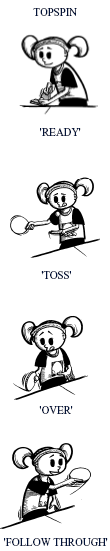 TOPSPIN
'READY'
'TOSS'
'OVER'
'FOLLOW THROUGH'